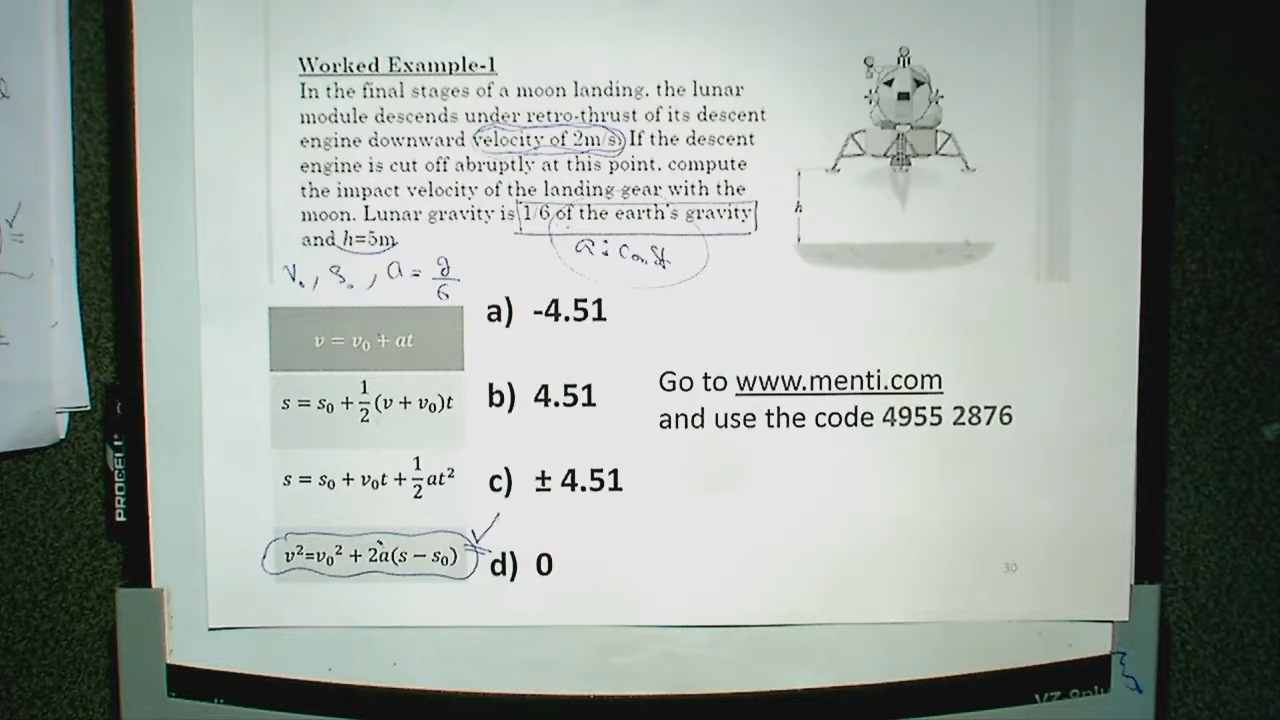 Worked Example-1
In the final stages of a moon landing, the lunar
module descends under retro-thrust of its descent
engine downward velocity of 2m/s. If the descent
engine is cut off abruptly at this point, compute
the impact velocity of the landing gear with the
moon. Lunar gravity is 1/6 of the earth's gravity
and h=5m.
h
a = Const
v₀, s₀, a = g/6
v = v₀ + at
s = s₀ + 1/2 (v + v₀)t
s = s₀ + v₀t + 1/2 at²
v²=v₀² + 2a(s − s₀)
a) -4.51
b) 4.51
c) ± 4.51
d) 0
Go to www.menti.com
and use the code 4955 2876
30
PROCELL